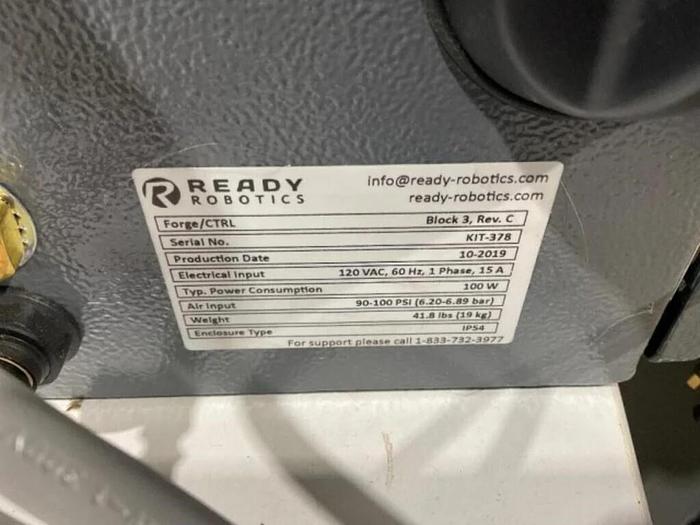 READY
ROBOTICS
info@ready-robotics.com
ready-robotics.com
Forge/CTRL Block 3, Rev. C
Serial No. KIT-378
Production Date 10-2019
Electrical Input 120 VAC, 60 Hz, 1 Phase, 15 A
Typ. Power Consumption 100 W
Air Input 90-100 PSI (6.20-6.89 bar)
Weight 41.8 lbs (19 kg)
Enclosure Type IP54
For support please call 1-833-732-3977